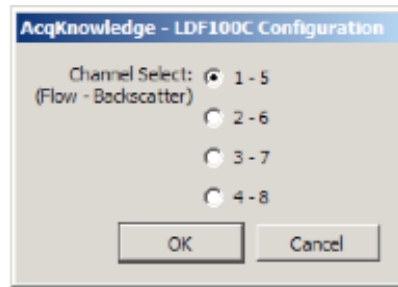 AcqKnowledge - LDF100C Configuration
Channel Select: 1 - 5
(Flow - Backscatter)
2 - 6
3 - 7
4 - 8
OK Cancel